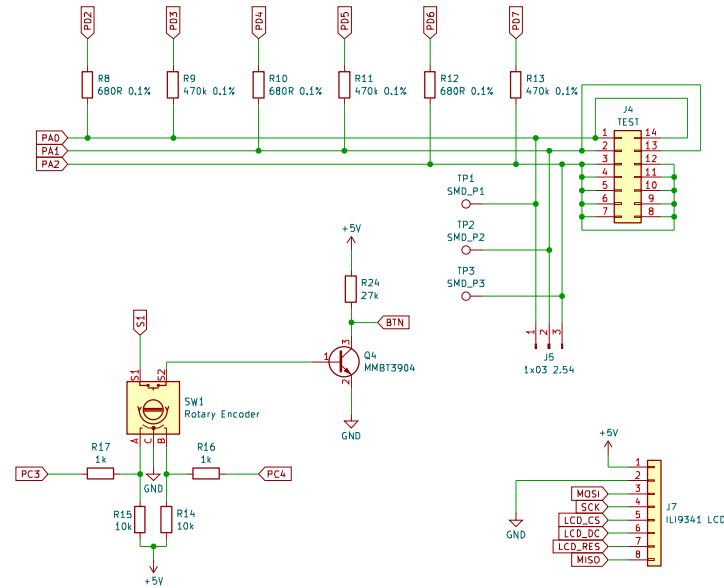 PD2
PD3
PD4
PD5
PD6
PD7
R8
680R 0.1%
R9
470k 0.1%
R10
680R 0.1%
R11
470k 0.1%
R12
680R 0.1%
R13
470k 0.1%
J4
TEST
PA0
PA1
PA2
1 14
2 13
3 12
4 11
5 10
6 9
7 8
TP1
SMD_P1
TP2
SMD_P2
TP3
SMD_P3
+5V
R24
27k
BTN
1
2
3
J5
1x03 2.54
S1
S1
S2
1
3
2
Q4
MMBT3904
GND
SW1
Rotary Encoder
A
C
B
R17
1k
R16
1k
PC3
PC4
GND
R15
10k
R14
10k
+5V
+5V
GND
1
2
MOSI 3
SCK 4
LCD_CS 5
LCD_DC 6
LCD_RES 7
MISO 8
J7
ILI9341 LCD